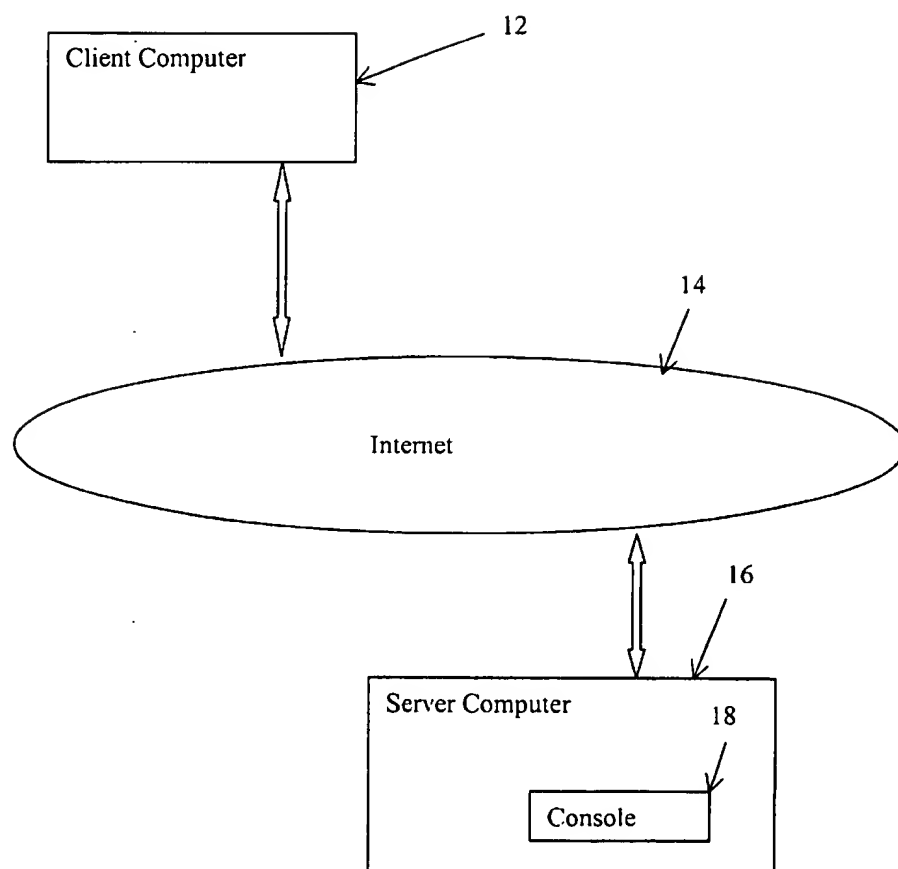 12
Client Computer
14
Internet
16
Server Computer
18
Console